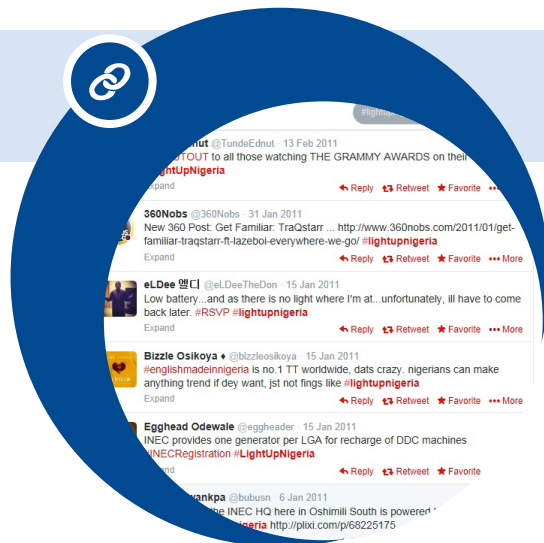 #lightu
nut @TundeEdnut · 13 Feb 2011
TOUT to all those watching THE GRAMMY AWARDS on their
ghtUpNigeria
xpand
Reply Retweet Favorite
360Nobs @360Nobs · 31 Jan 2011
New 360 Post: Get Familiar: TraQstarr ... http://www.360nobs.com/2011/01/get-
familiar-traqstarr-ft-lazeboi-everywhere-we-go/ #lightupnigeria
Expand
Reply Retweet Favorite More
eLDee 엘디 @eLDeeTheDon · 15 Jan 2011
Low battery...and as there is no light where I'm at...unfortunately, ill have to come
back later. #RSVP #lightupnigeria
Expand
Reply Retweet Favorite More
Bizzle Osikoya ♦ @bizzleosikoya · 15 Jan 2011
#englishmadeinnigeria is no.1 TT worldwide, dats crazy. nigerians can make
anything trend if dey want, jst not fings like #lightupnigeria
Expand
Reply Retweet Favorite More
Egghead Odewale @eggheader · 15 Jan 2011
INEC provides one generator per LGA for recharge of DDC machines
#INECRegistration #LightUpNigeria
nd
Reply Retweet Favorite
wankpa @bubusn · 6 Jan 2011
the INEC HQ here in Oshimili South is powered
igeria http://plixi.com/p/68225175